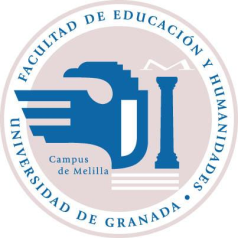 FACULTAD DE EDUCACIÓN Y HUMANIDADES
UNIVERSIDAD DE GRANADA
Campus
de Melilla